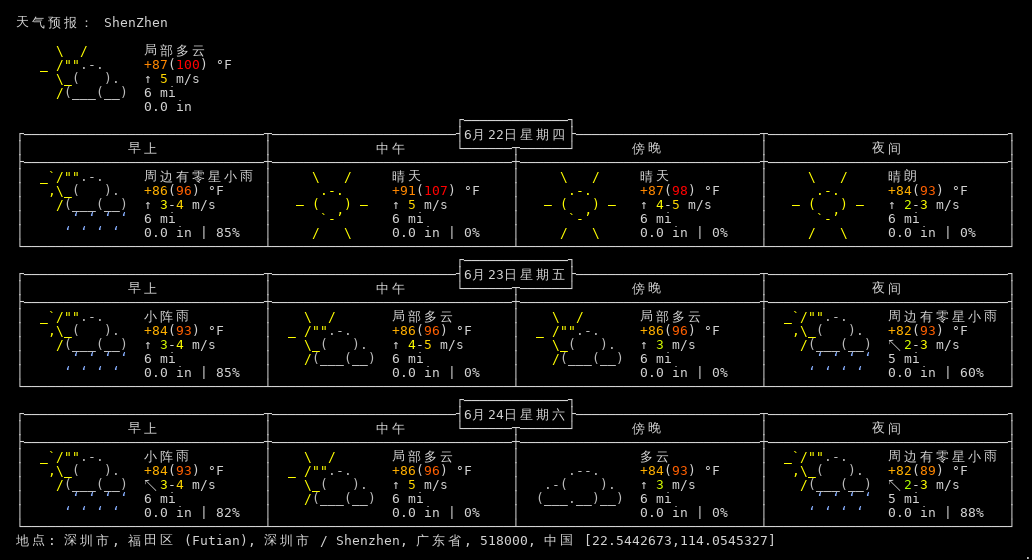 天气预报： ShenZhen
局部多云
+87(100) °F
↑ 5 m/s
6 mi
0.0 in
6月22日星期四
早上 中午 傍晚 夜间
周边有零星小雨 晴天 晴天 晴朗
+86(96) °F +91(107) °F +87(98) °F +84(93) °F
↑ 3-4 m/s ↑ 5 m/s ↑ 4-5 m/s ↑ 2-3 m/s
6 mi 6 mi 6 mi 6 mi
0.0 in | 85% 0.0 in | 0% 0.0 in | 0% 0.0 in | 0%
6月23日星期五
早上 中午 傍晚 夜间
小阵雨 局部多云 局部多云 周边有零星小雨
+84(93) °F +86(96) °F +86(96) °F +82(93) °F
↑ 3-4 m/s ↑ 4-5 m/s ↑ 3 m/s ↖ 2-3 m/s
6 mi 6 mi 6 mi 5 mi
0.0 in | 85% 0.0 in | 0% 0.0 in | 0% 0.0 in | 60%
6月24日星期六
早上 中午 傍晚 夜间
小阵雨 局部多云 多云 周边有零星小雨
+84(93) °F +86(96) °F +84(93) °F +82(89) °F
↖ 3-4 m/s ↑ 5 m/s ↑ 3 m/s ↖ 2-3 m/s
6 mi 6 mi 6 mi 5 mi
0.0 in | 82% 0.0 in | 0% 0.0 in | 0% 0.0 in | 88%
地点: 深圳市, 福田区 (Futian), 深圳市 / Shenzhen, 广东省, 518000, 中国 [22.5442673,114.0545327]